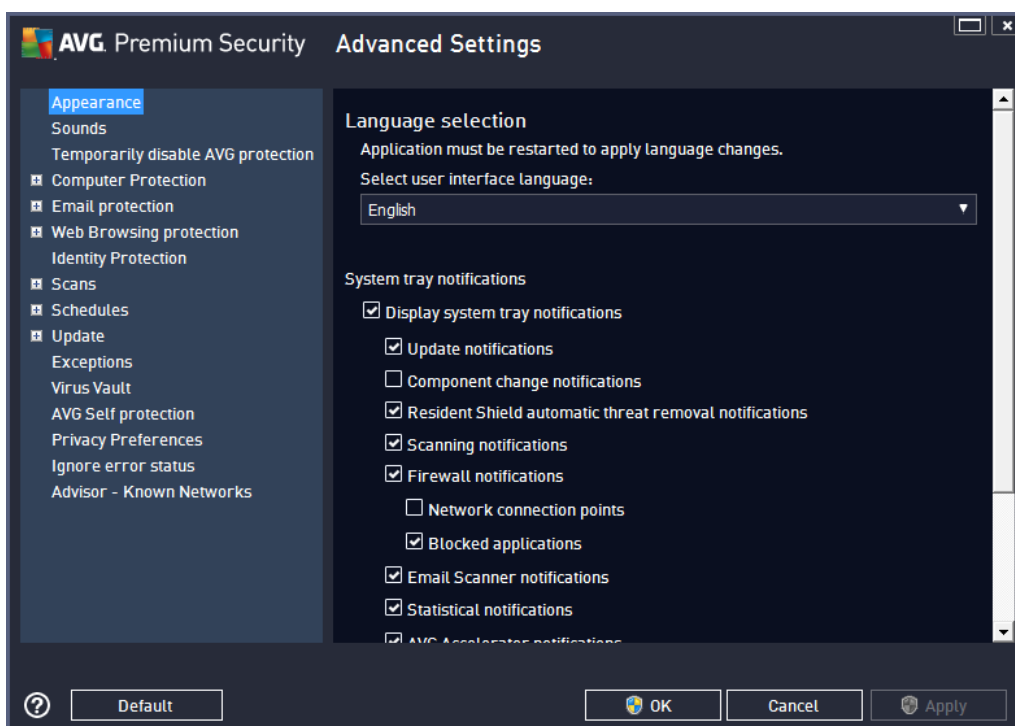 AVG. Premium Security
Advanced Settings
Appearance
Sounds
Temporarily disable AVG protection
Computer Protection
Email protection
Web Browsing protection
Identity Protection
Scans
Schedules
Update
Exceptions
Virus Vault
AVG Self protection
Privacy Preferences
Ignore error status
Advisor - Known Networks
Language selection
Application must be restarted to apply language changes.
Select user interface language:
English
System tray notifications
Display system tray notifications
Update notifications
Component change notifications
Resident Shield automatic threat removal notifications
Scanning notifications
Firewall notifications
Network connection points
Blocked applications
Email Scanner notifications
Statistical notifications
AVG Accelerator notifications
Default
OK
Cancel
Apply